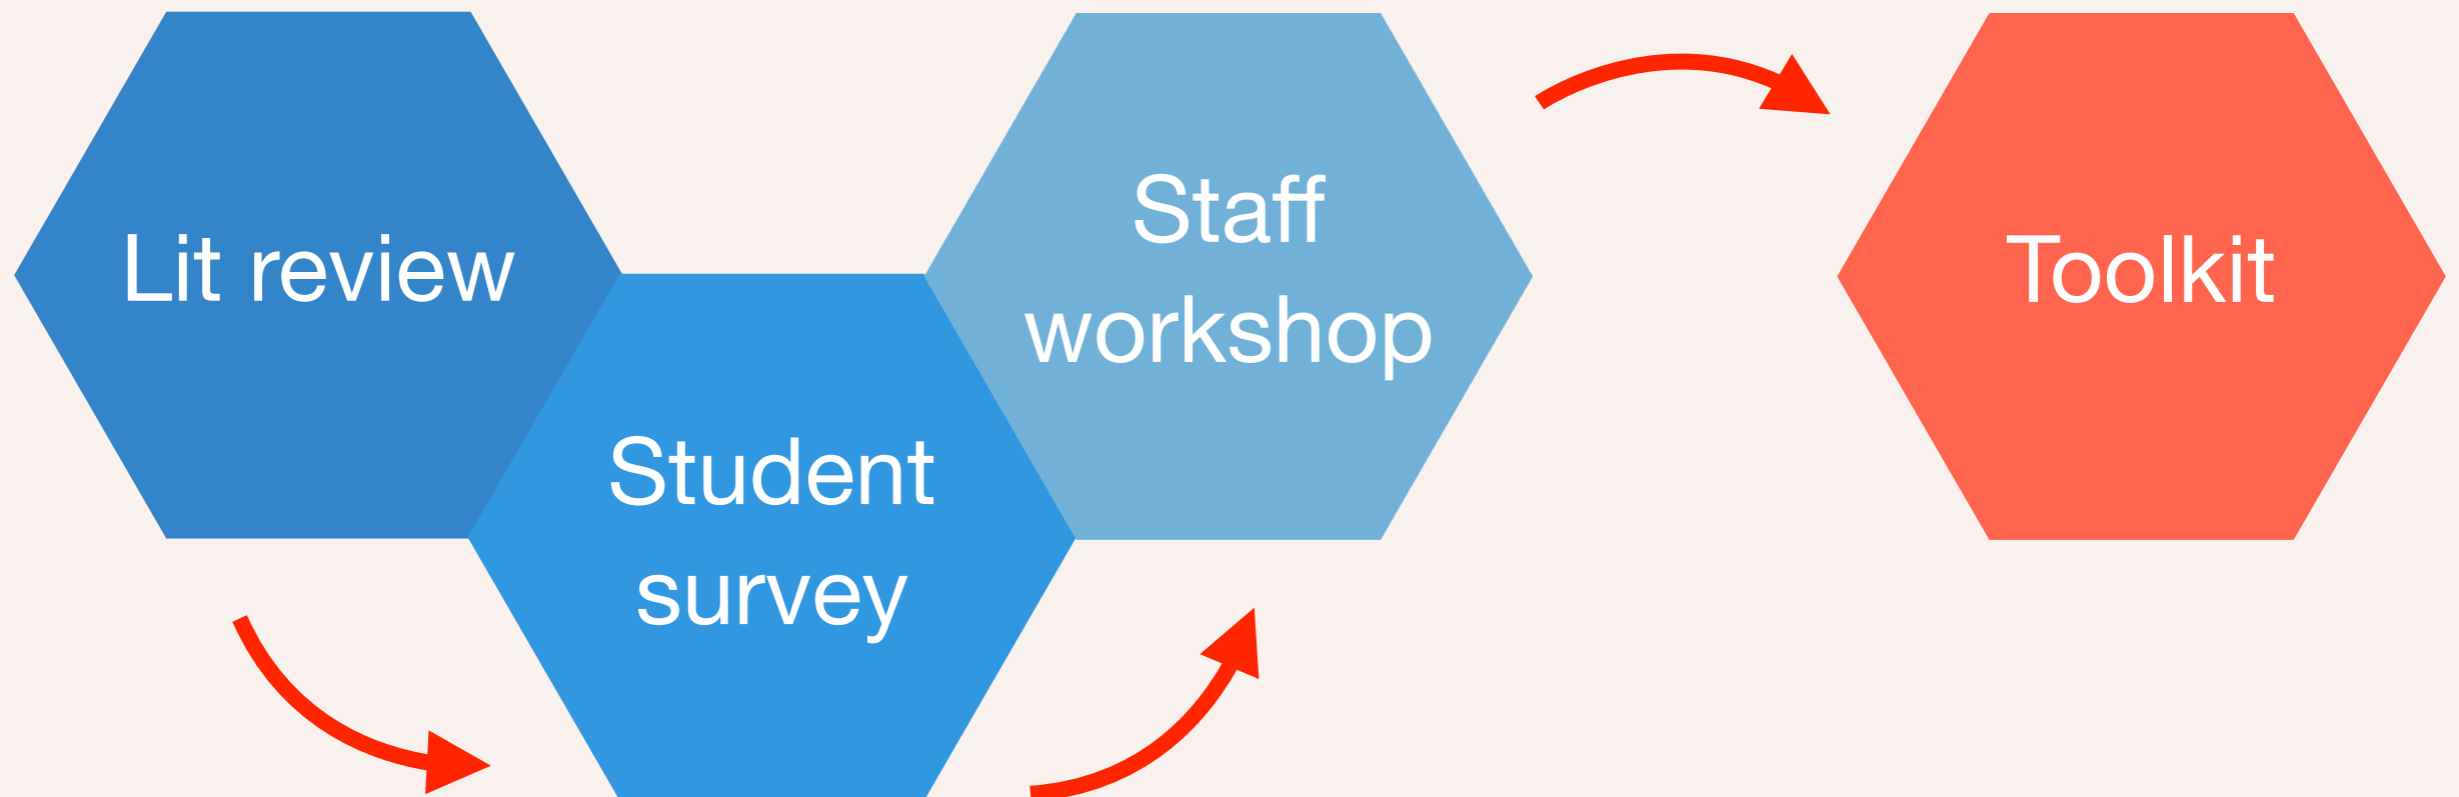 Lit review
Student
survey
Staff
workshop
Toolkit